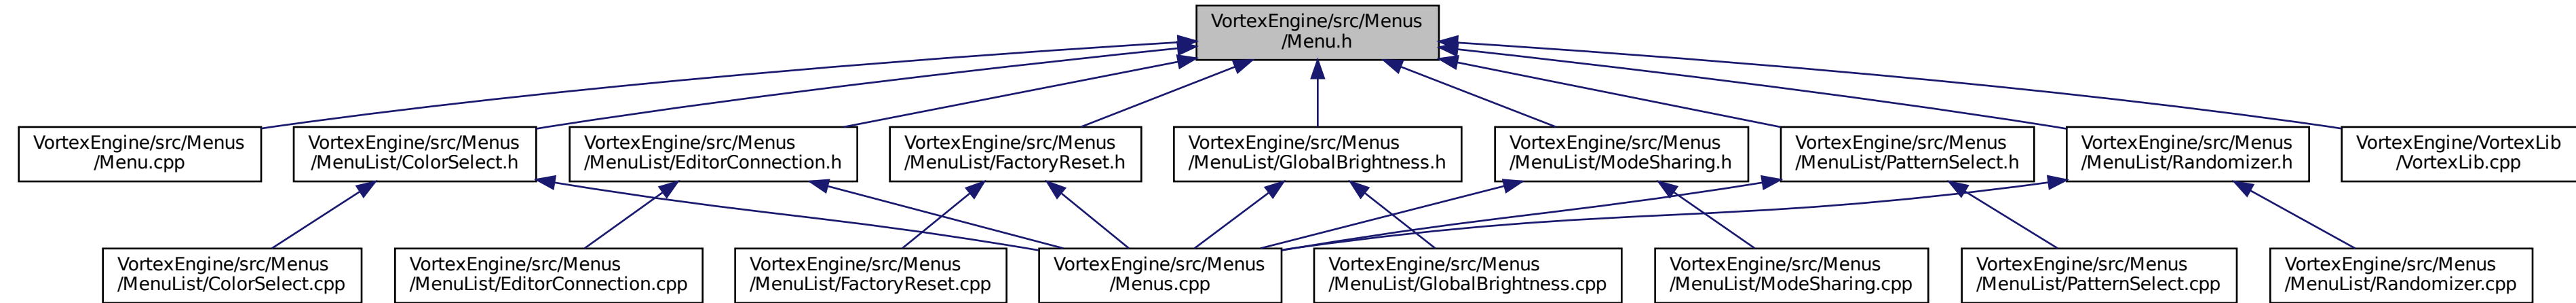 VortexEngine/src/Menus
/Menu.h
VortexEngine/src/Menus
/Menu.cpp
VortexEngine/src/Menus
/MenuList/ColorSelect.h
VortexEngine/src/Menus
/MenuList/EditorConnection.h
VortexEngine/src/Menus
/MenuList/FactoryReset.h
VortexEngine/src/Menus
/MenuList/GlobalBrightness.h
VortexEngine/src/Menus
/MenuList/ModeSharing.h
VortexEngine/src/Menus
/MenuList/PatternSelect.h
VortexEngine/src/Menus
/MenuList/Randomizer.h
VortexEngine/VortexLib
/VortexLib.cpp
VortexEngine/src/Menus
/MenuList/ColorSelect.cpp
VortexEngine/src/Menus
/MenuList/EditorConnection.cpp
VortexEngine/src/Menus
/MenuList/FactoryReset.cpp
VortexEngine/src/Menus
/Menus.cpp
VortexEngine/src/Menus
/MenuList/GlobalBrightness.cpp
VortexEngine/src/Menus
/MenuList/ModeSharing.cpp
VortexEngine/src/Menus
/MenuList/PatternSelect.cpp
VortexEngine/src/Menus
/MenuList/Randomizer.cpp